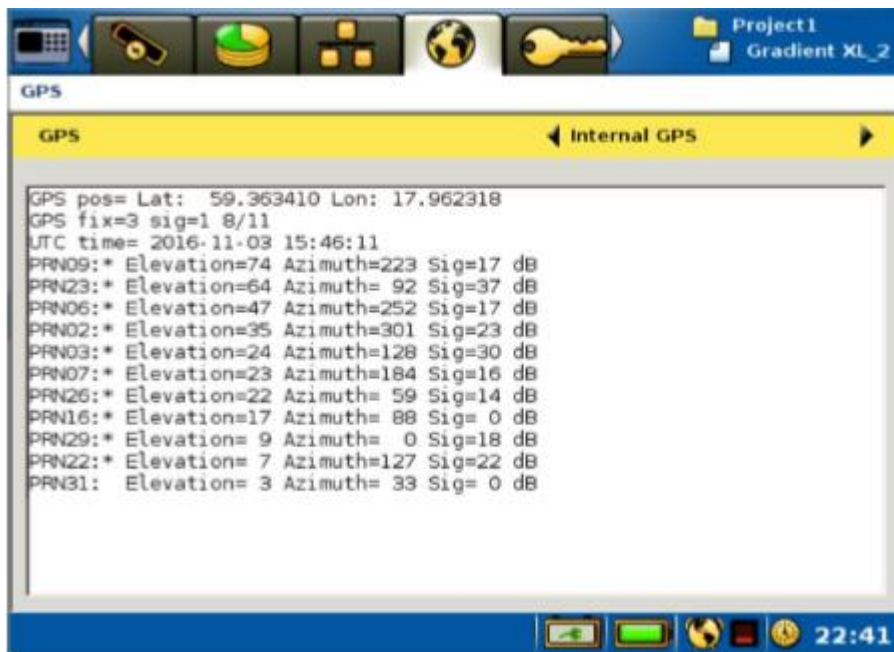 Project1
Gradient XL_2
GPS
GPS Internal GPS
GPS pos= Lat:  59.363410 Lon: 17.962318
GPS fix=3 sig=1 8/11
UTC time= 2016-11-03 15:46:11
PRN09:* Elevation=74 Azimuth=223 Sig=17 dB
PRN23:* Elevation=64 Azimuth= 92 Sig=37 dB
PRN06:* Elevation=47 Azimuth=252 Sig=17 dB
PRN02:* Elevation=35 Azimuth=301 Sig=23 dB
PRN03:* Elevation=24 Azimuth=128 Sig=30 dB
PRN07:* Elevation=23 Azimuth=184 Sig=16 dB
PRN26:* Elevation=22 Azimuth= 59 Sig=14 dB
PRN16:* Elevation=17 Azimuth= 88 Sig= 0 dB
PRN29:* Elevation= 9 Azimuth=  0 Sig=18 dB
PRN22:* Elevation= 7 Azimuth=127 Sig=22 dB
PRN31:  Elevation= 3 Azimuth= 33 Sig= 0 dB
22:41